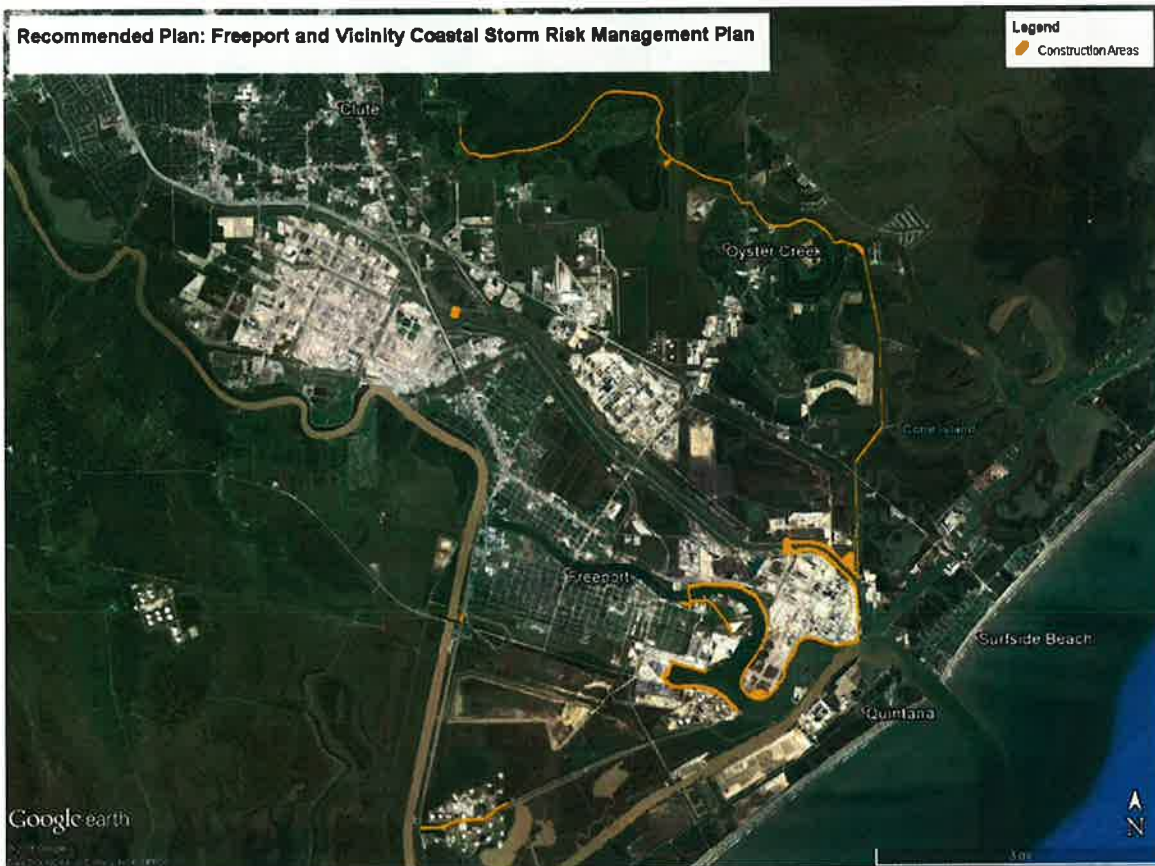 Recommended Plan: Freeport and Vicinity Coastal Storm Risk Management Plan
Legend
Construction Areas
Clute
Oyster Creek
Freeport
Surfside Beach
Quintana
Google earth
N